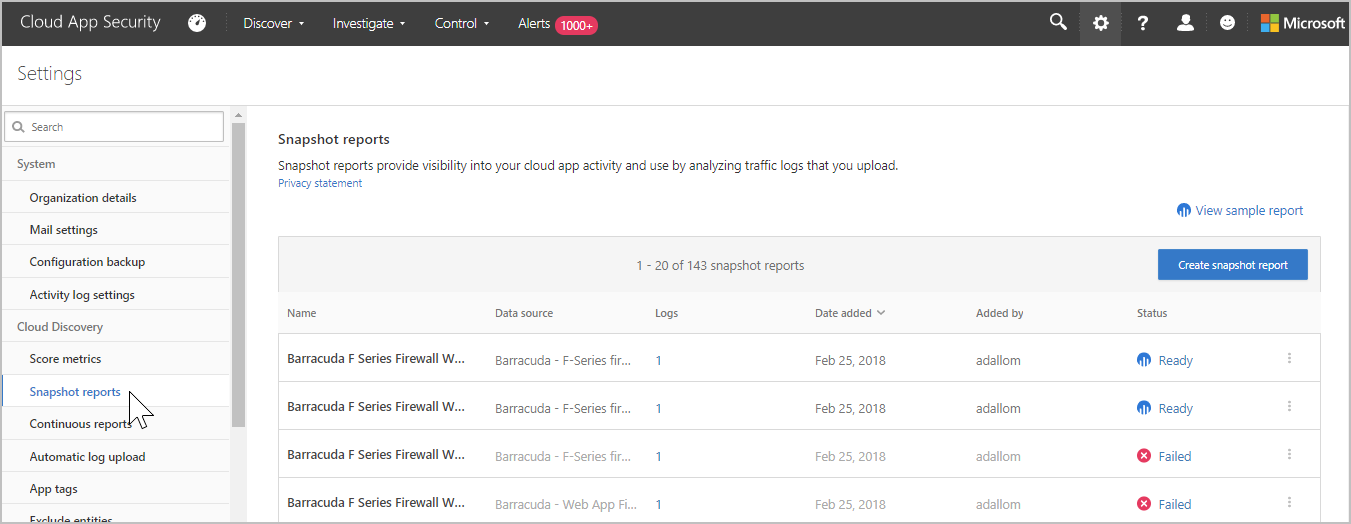 Cloud App Security Discover Investigate Control Alerts 1000+ ? Microsoft
Settings
Search
System
Organization details
Mail settings
Configuration backup
Activity log settings
Cloud Discovery
Score metrics
Snapshot reports
Continuous reports
Automatic log upload
App tags
Exclude entities
Snapshot reports
Snapshot reports provide visibility into your cloud app activity and use by analyzing traffic logs that you upload.
Privacy statement
View sample report
1 - 20 of 143 snapshot reports Create snapshot report
Name Data source Logs Date added Added by Status
Barracuda F Series Firewall W... Barracuda - F-Series fir... 1 Feb 25, 2018 adallom Ready
Barracuda F Series Firewall W... Barracuda - F-Series fir... 1 Feb 25, 2018 adallom Ready
Barracuda F Series Firewall W... Barracuda - F-Series fir... 1 Feb 25, 2018 adallom Failed
Barracuda F Series Firewall W... Barracuda - Web App Fi... 1 Feb 25, 2018 adallom Failed